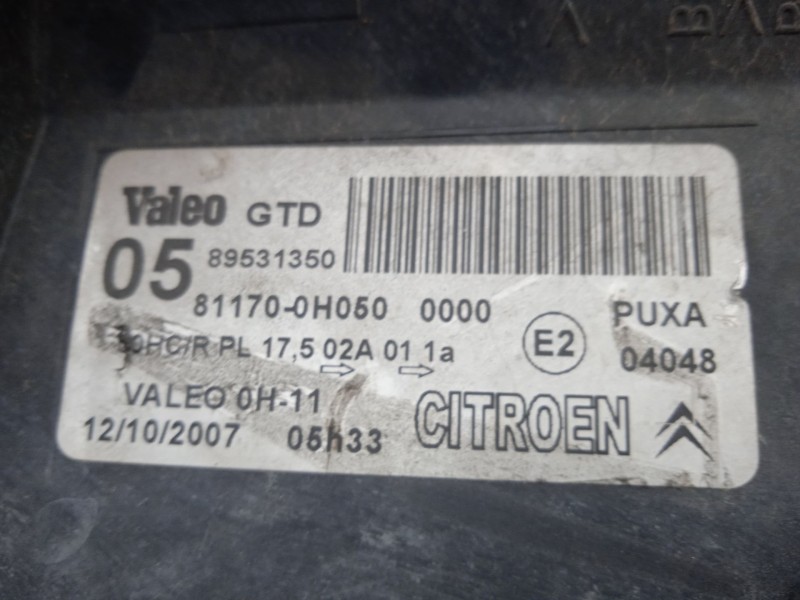 Valeo GTD
05 89531350
81170-0H050 0000 PUXA
HC/R PL 17,5 02A 01 1a E2 04048
VALEO 0H-11 CITROEN
12/10/2007 05h33